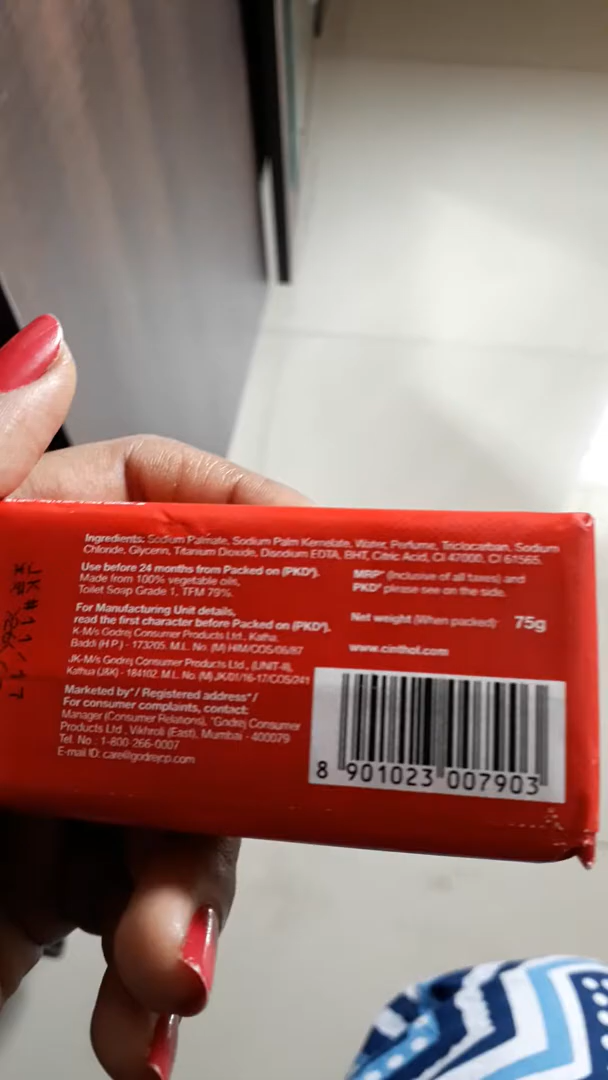 Ingredients: Sodium Palmate, Sodium Palm Kernelate, Water, Perfume, Triclocarban, Sodium
Chloride, Glycerin, Titanium Dioxide, Disodium EDTA, BHT, Citric Acid, CI 47000, CI 61565.
Use before 24 months from Packed on (PKD*).
Made from 100% vegetable oils,
Toilet Soap Grade 1, TFM 79%.
For Manufacturing Unit details,
read the first character before Packed on (PKD*).
K-M/s Godrej Consumer Products Ltd., Katha,
Baddi (H.P.) - 173205. M.L. No. (M) HIM/COS/06/87
JK-M/s Godrej Consumer Products Ltd., (UNIT-II),
Kathua (J&K) - 184102. M.L. No. (M) JK/01/16-17/COS/241
Marketed by*/ Registered address*/
For consumer complaints, contact:
Manager (Consumer Relations), *Godrej Consumer
Products Ltd., Vikhroli (East), Mumbai - 400079
Tel. No : 1-800-266-0007
E-mail ID: care@godrejcp.com
MRP* (Inclusive of all taxes) and
PKD* please see on the side.
Net weight (When packed): 75g
www.cinthol.com
8 901023 007903
JK#11/17